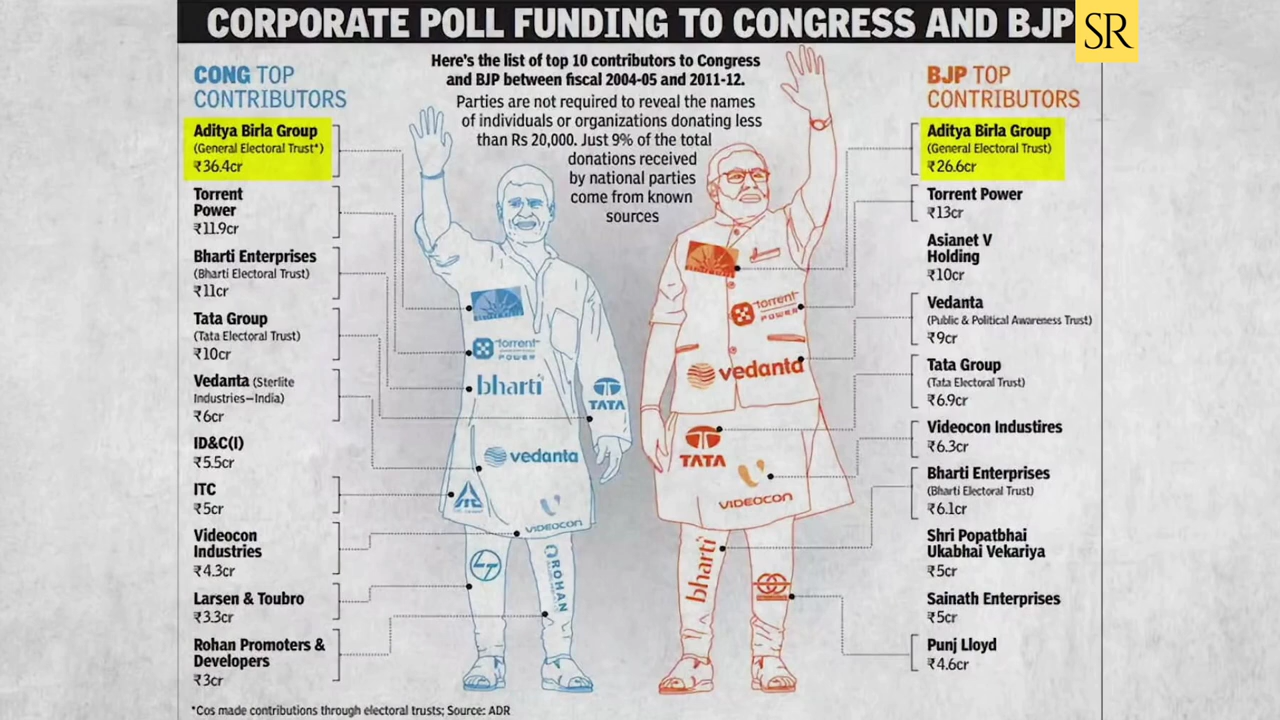 CORPORATE POLL FUNDING TO CONGRESS AND BJP
SR
Here's the list of top 10 contributors to Congress
and BJP between fiscal 2004-05 and 2011-12.
Parties are not required to reveal the names
of individuals or organizations donating less
than Rs 20,000. Just 9% of the total
donations received
by national parties
come from known
sources
CONG TOP
CONTRIBUTORS
Aditya Birla Group
(General Electoral Trust*)
₹36.4cr
Torrent
Power
₹11.9cr
Bharti Enterprises
(Bharti Electoral Trust)
₹11cr
Tata Group
(Tata Electoral Trust)
₹10cr
Vedanta (Sterlite
Industries–India)
₹6cr
ID&C(I)
₹5.5cr
ITC
₹5cr
Videocon
Industries
₹4.3cr
Larsen & Toubro
₹3.3cr
Rohan Promoters &
Developers
₹3cr
torrent
POWER
bharti
TATA
vedanta
VIDEOCON
ROHAN
torrent
POWER
vedanta
TATA
VIDEOCON
bharti
BJP TOP
CONTRIBUTORS
Aditya Birla Group
(General Electoral Trust)
₹26.6cr
Torrent Power
₹13cr
Asianet V
Holding
₹10cr
Vedanta
(Public & Political Awareness Trust)
₹9cr
Tata Group
(Tata Electoral Trust)
₹6.9cr
Videocon Industires
₹6.3cr
Bharti Enterprises
(Bharti Electoral Trust)
₹6.1cr
Shri Popatbhai
Ukabhai Vekariya
₹5cr
Sainath Enterprises
₹5cr
Punj Lloyd
₹4.6cr
*Cos made contributions through electoral trusts; Source: ADR